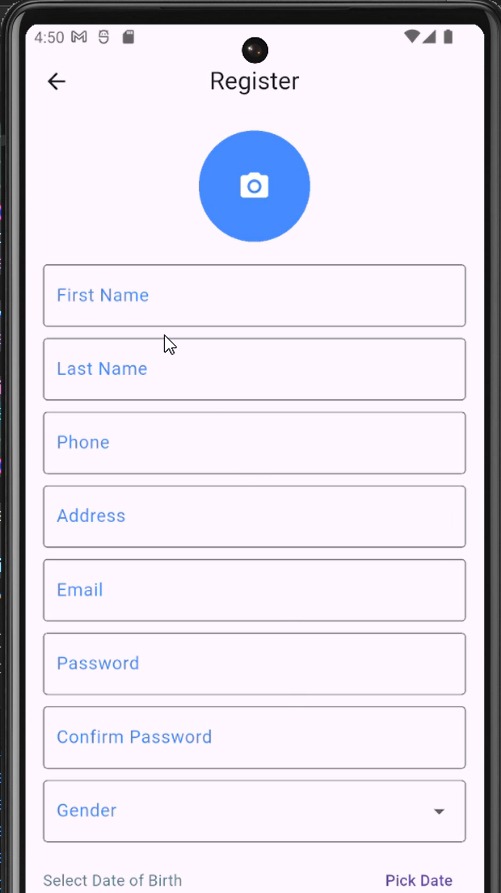 4:50
Register
First Name
Last Name
Phone
Address
Email
Password
Confirm Password
Gender
Select Date of Birth Pick Date